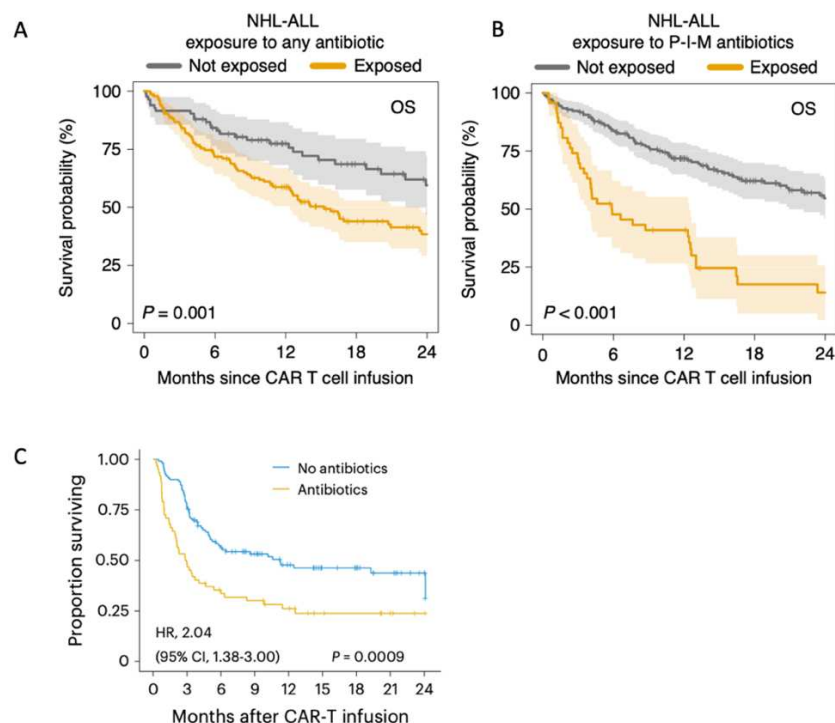 A
NHL-ALL
exposure to any antibiotic
Not exposed Exposed
OS
100
75
50
25
0
Survival probability (%)
P = 0.001
0 6 12 18 24
Months since CAR T cell infusion
B
NHL-ALL
exposure to P-I-M antibiotics
Not exposed Exposed
OS
100
75
50
25
0
Survival probability (%)
P < 0.001
0 6 12 18 24
Months since CAR T cell infusion
C
No antibiotics
Antibiotics
1.00
0.75
0.50
0.25
0
Proportion surviving
HR, 2.04
(95% CI, 1.38-3.00) P = 0.0009
0 3 6 9 12 15 18 21 24
Months after CAR-T infusion